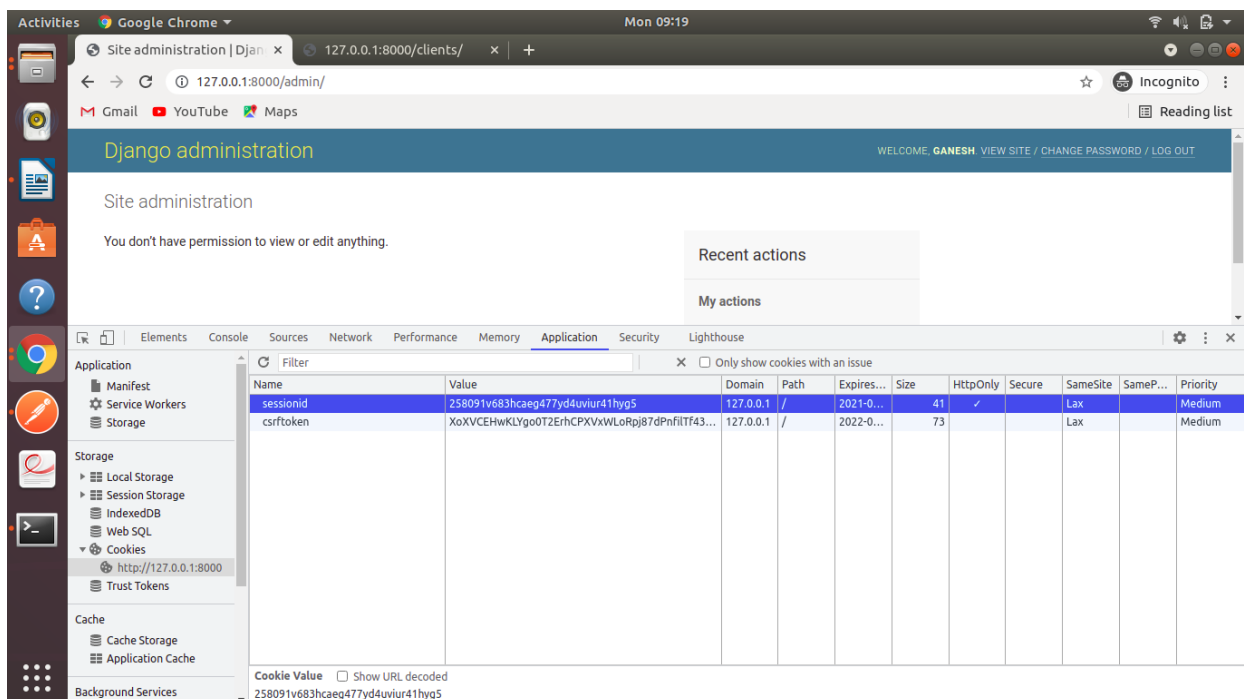 Activities Google Chrome Mon 09:19
Site administration | Djan 127.0.0.1:8000/clients/
127.0.0.1:8000/admin/ Incognito
Gmail YouTube Maps Reading list
Django administration WELCOME, GANESH. VIEW SITE / CHANGE PASSWORD / LOG OUT
Site administration
You don't have permission to view or edit anything.
Recent actions
My actions
Elements Console Sources Network Performance Memory Application Security Lighthouse
Application
Manifest
Service Workers
Storage
Storage
Local Storage
Session Storage
IndexedDB
Web SQL
Cookies
http://127.0.0.1:8000
Trust Tokens
Cache
Cache Storage
Application Cache
Background Services
Filter Only show cookies with an issue
Name Value Domain Path Expires... Size HttpOnly Secure SameSite SameP... Priority
sessionid 258091v683hcaeg477yd4uviur41hyg5 127.0.0.1 / 2021-0... 41 ✓ Lax Medium
csrftoken XoXVCEHwKLYgo0T2ErhCPXVxWLoRpj87dPnfilTf43... 127.0.0.1 / 2022-0... 73 Lax Medium
Cookie Value Show URL decoded
258091v683hcaeg477yd4uviur41hyg5